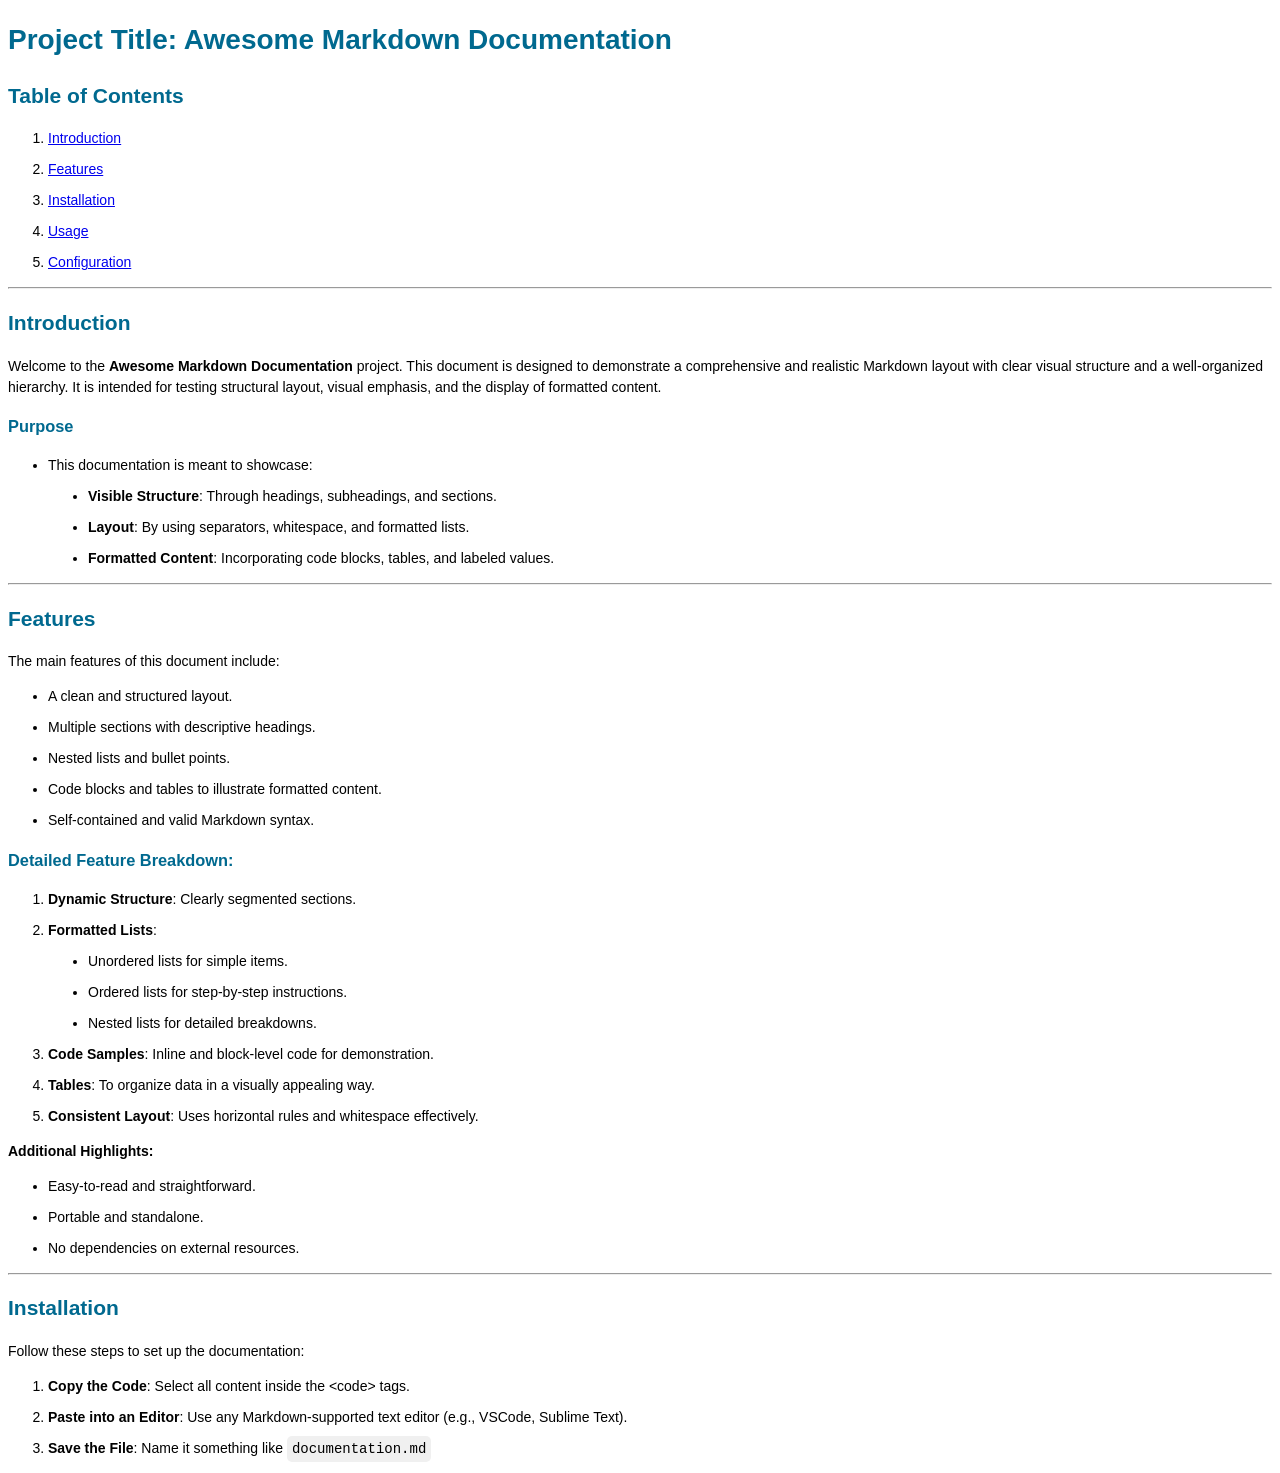 Project Title: Awesome Markdown Documentation
Table of Contents
1. Introduction
2. Features
3. Installation
4. Usage
5. Configuration
Introduction
Welcome to the Awesome Markdown Documentation project. This document is designed to demonstrate a comprehensive and realistic Markdown layout with clear visual structure and a well-organized
hierarchy. It is intended for testing structural layout, visual emphasis, and the display of formatted content.
Purpose
• This documentation is meant to showcase:
• Visible Structure: Through headings, subheadings, and sections.
• Layout: By using separators, whitespace, and formatted lists.
• Formatted Content: Incorporating code blocks, tables, and labeled values.
Features
The main features of this document include:
• A clean and structured layout.
• Multiple sections with descriptive headings.
• Nested lists and bullet points.
• Code blocks and tables to illustrate formatted content.
• Self-contained and valid Markdown syntax.
Detailed Feature Breakdown:
1. Dynamic Structure: Clearly segmented sections.
2. Formatted Lists:
• Unordered lists for simple items.
• Ordered lists for step-by-step instructions.
• Nested lists for detailed breakdowns.
3. Code Samples: Inline and block-level code for demonstration.
4. Tables: To organize data in a visually appealing way.
5. Consistent Layout: Uses horizontal rules and whitespace effectively.
Additional Highlights:
• Easy-to-read and straightforward.
• Portable and standalone.
• No dependencies on external resources.
Installation
Follow these steps to set up the documentation:
1. Copy the Code: Select all content inside the <code> tags.
2. Paste into an Editor: Use any Markdown-supported text editor (e.g., VSCode, Sublime Text).
3. Save the File: Name it something like documentation.md